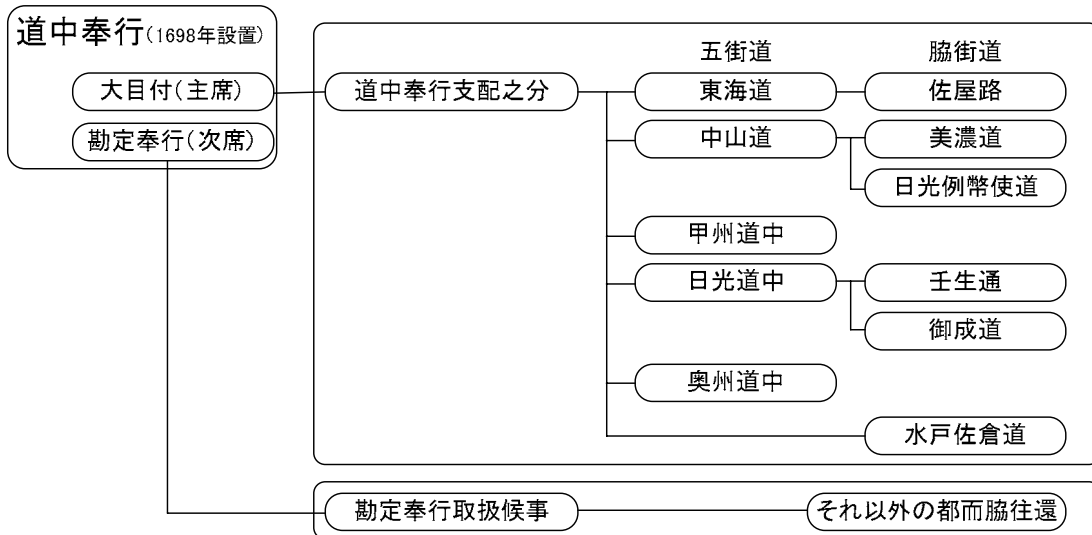 道中奉行(1698年設置)
五街道 脇街道
大目付(主席) 道中奉行支配之分 東海道 佐屋路
勘定奉行(次席) 中山道 美濃道
日光例幣使道
甲州道中
日光道中 壬生通
御成道
奥州道中
水戸佐倉道
勘定奉行取扱候事 それ以外の都而脇往還